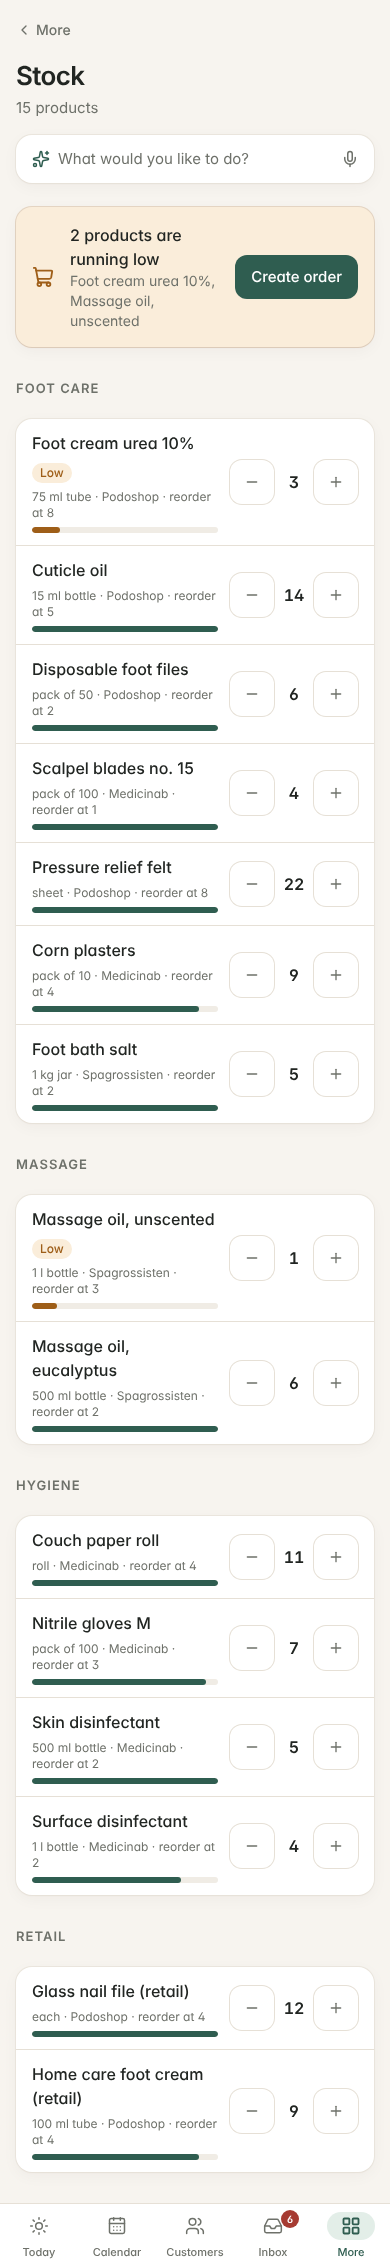 More
Stock
15 products
What would you like to do?
2 products are
running low
Foot cream urea 10%,
Massage oil,
unscented
Create order
FOOT CARE
Foot cream urea 10%
Low
75 ml tube · Podoshop · reorder
at 8
3
Cuticle oil
15 ml bottle · Podoshop · reorder
at 5
14
Disposable foot files
pack of 50 · Podoshop · reorder
at 2
6
Scalpel blades no. 15
pack of 100 · Medicinab ·
reorder at 1
4
Pressure relief felt
sheet · Podoshop · reorder at 8
22
Corn plasters
pack of 10 · Medicinab · reorder
at 4
9
Foot bath salt
1 kg jar · Spagrossisten · reorder
at 2
5
MASSAGE
Massage oil, unscented
Low
1 l bottle · Spagrossisten ·
reorder at 3
1
Massage oil,
eucalyptus
500 ml bottle · Spagrossisten ·
reorder at 2
6
HYGIENE
Couch paper roll
roll · Medicinab · reorder at 4
11
Nitrile gloves M
pack of 100 · Medicinab ·
reorder at 3
7
Skin disinfectant
500 ml bottle · Medicinab ·
reorder at 2
5
Surface disinfectant
1 l bottle · Medicinab · reorder at
2
4
RETAIL
Glass nail file (retail)
each · Podoshop · reorder at 4
12
Home care foot cream
(retail)
100 ml tube · Podoshop · reorder
at 4
9
6
Today Calendar Customers Inbox More